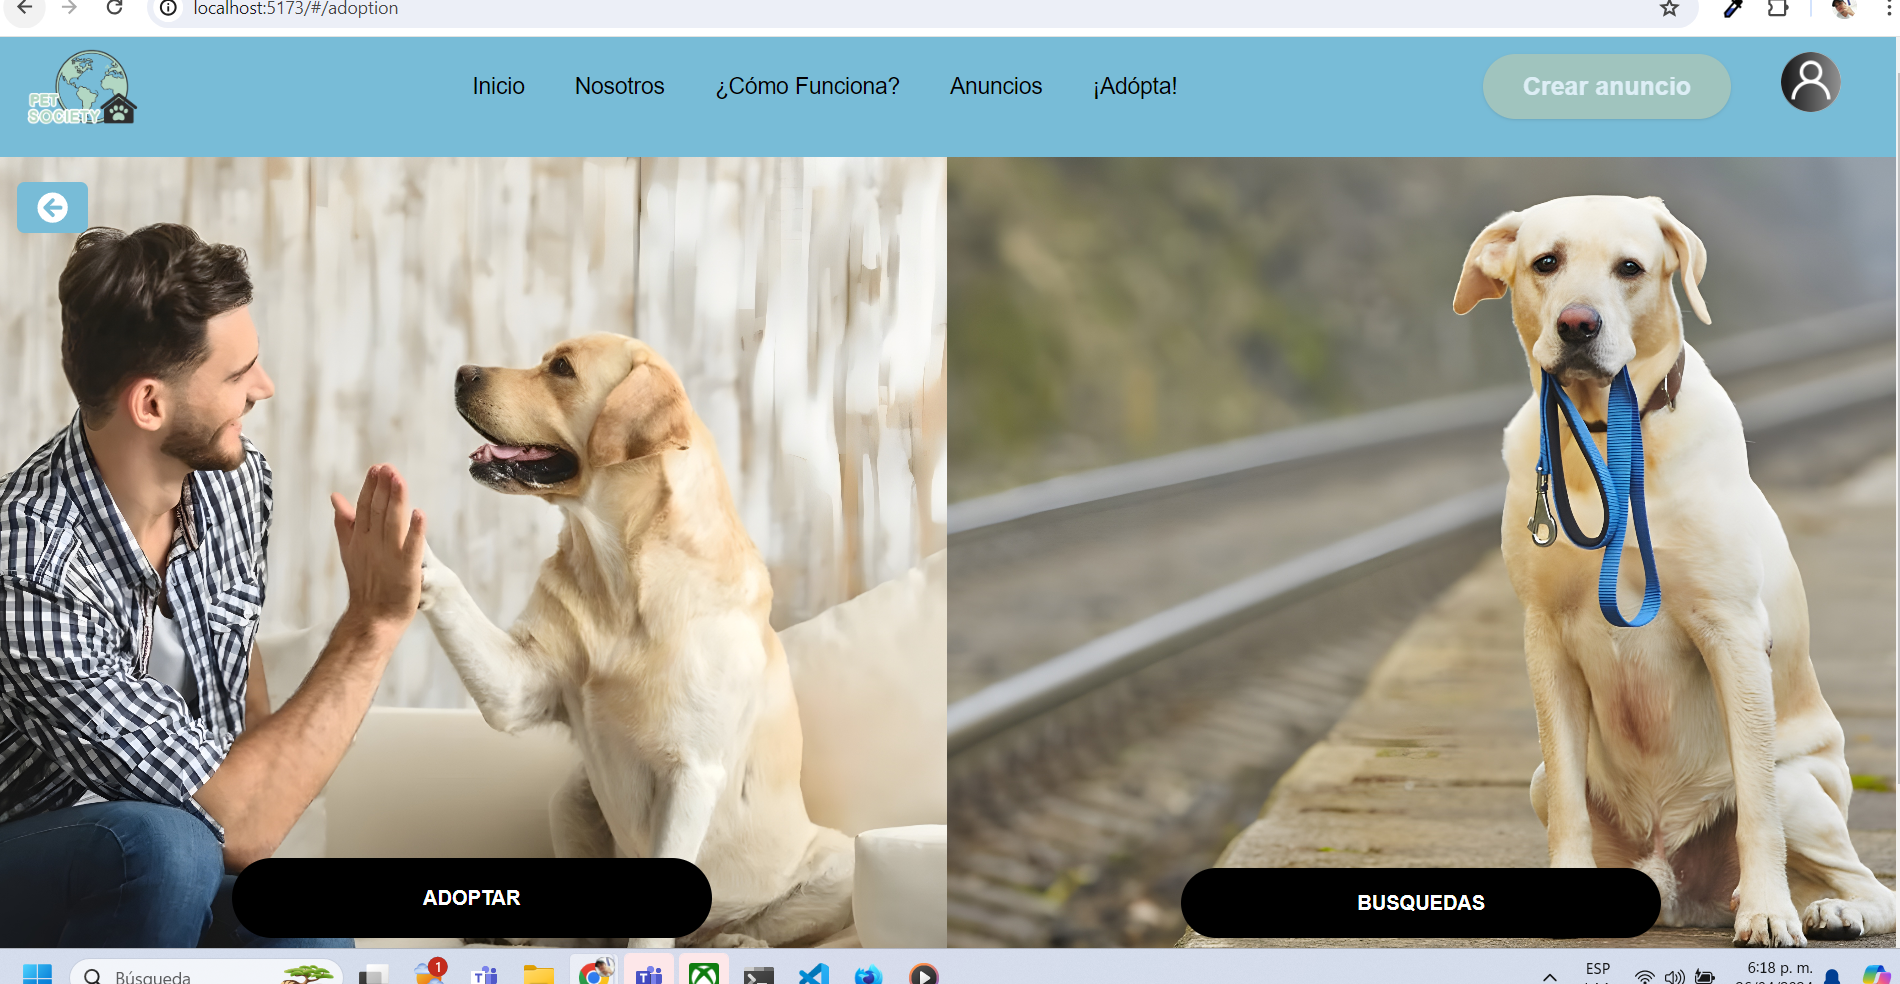 localhost:5173/#/adoption
PET
SOCIETY
Inicio
Nosotros
¿Cómo Funciona?
Anuncios
¡Adópta!
Crear anuncio
ADOPTAR
BUSQUEDAS
Búsqueda
1
ESP
6:18 p. m.